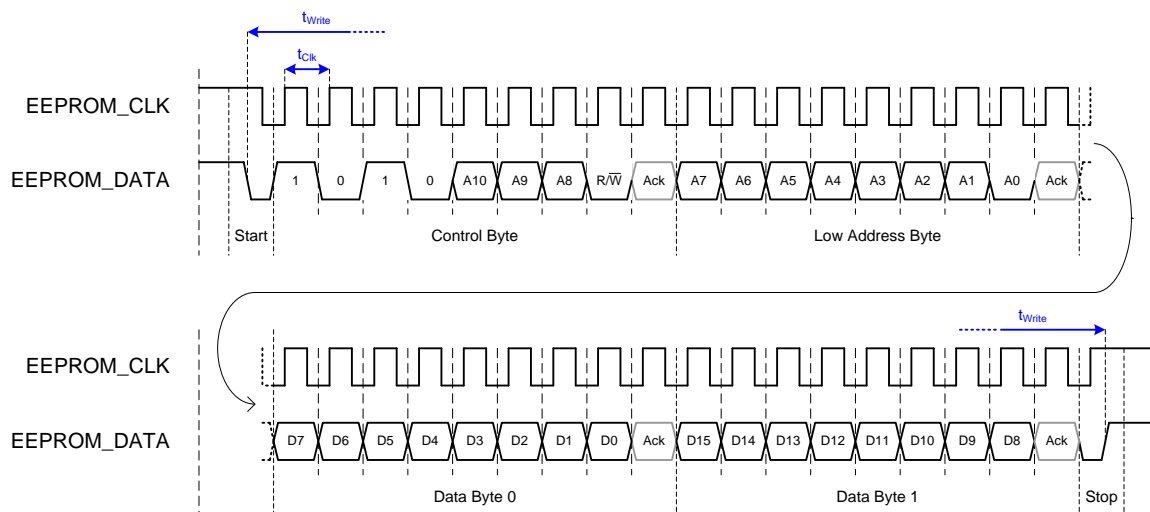 tWrite
tClk
EEPROM_CLK
EEPROM_DATA 1 0 1 0 A10 A9 A8 R/W̅ Ack A7 A6 A5 A4 A3 A2 A1 A0 Ack
Start Control Byte Low Address Byte
tWrite
EEPROM_CLK
EEPROM_DATA D7 D6 D5 D4 D3 D2 D1 D0 Ack D15 D14 D13 D12 D11 D10 D9 D8 Ack
Data Byte 0 Data Byte 1 Stop